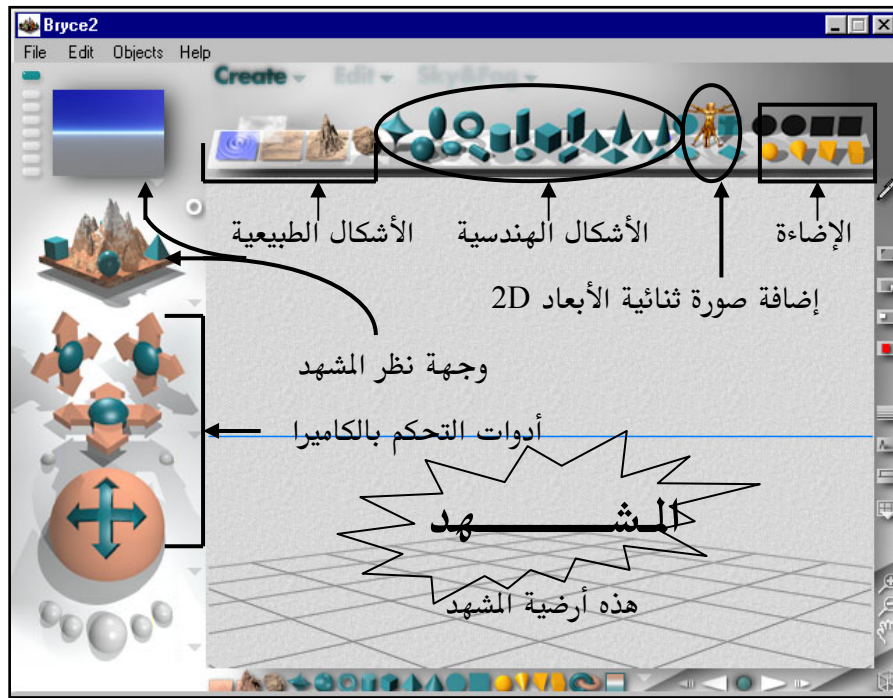 Bryce2
File Edit Objects Help
Create Edit Sky&Fog
الإضاءة
الأشكال الهندسية
الأشكال الطبيعية
إضافة صورة ثنائية الأبعاد 2D
وجهة نظر المشهد
أدوات التحكم بالكاميرا
المشـــــــهد
هذه أرضية المشهد